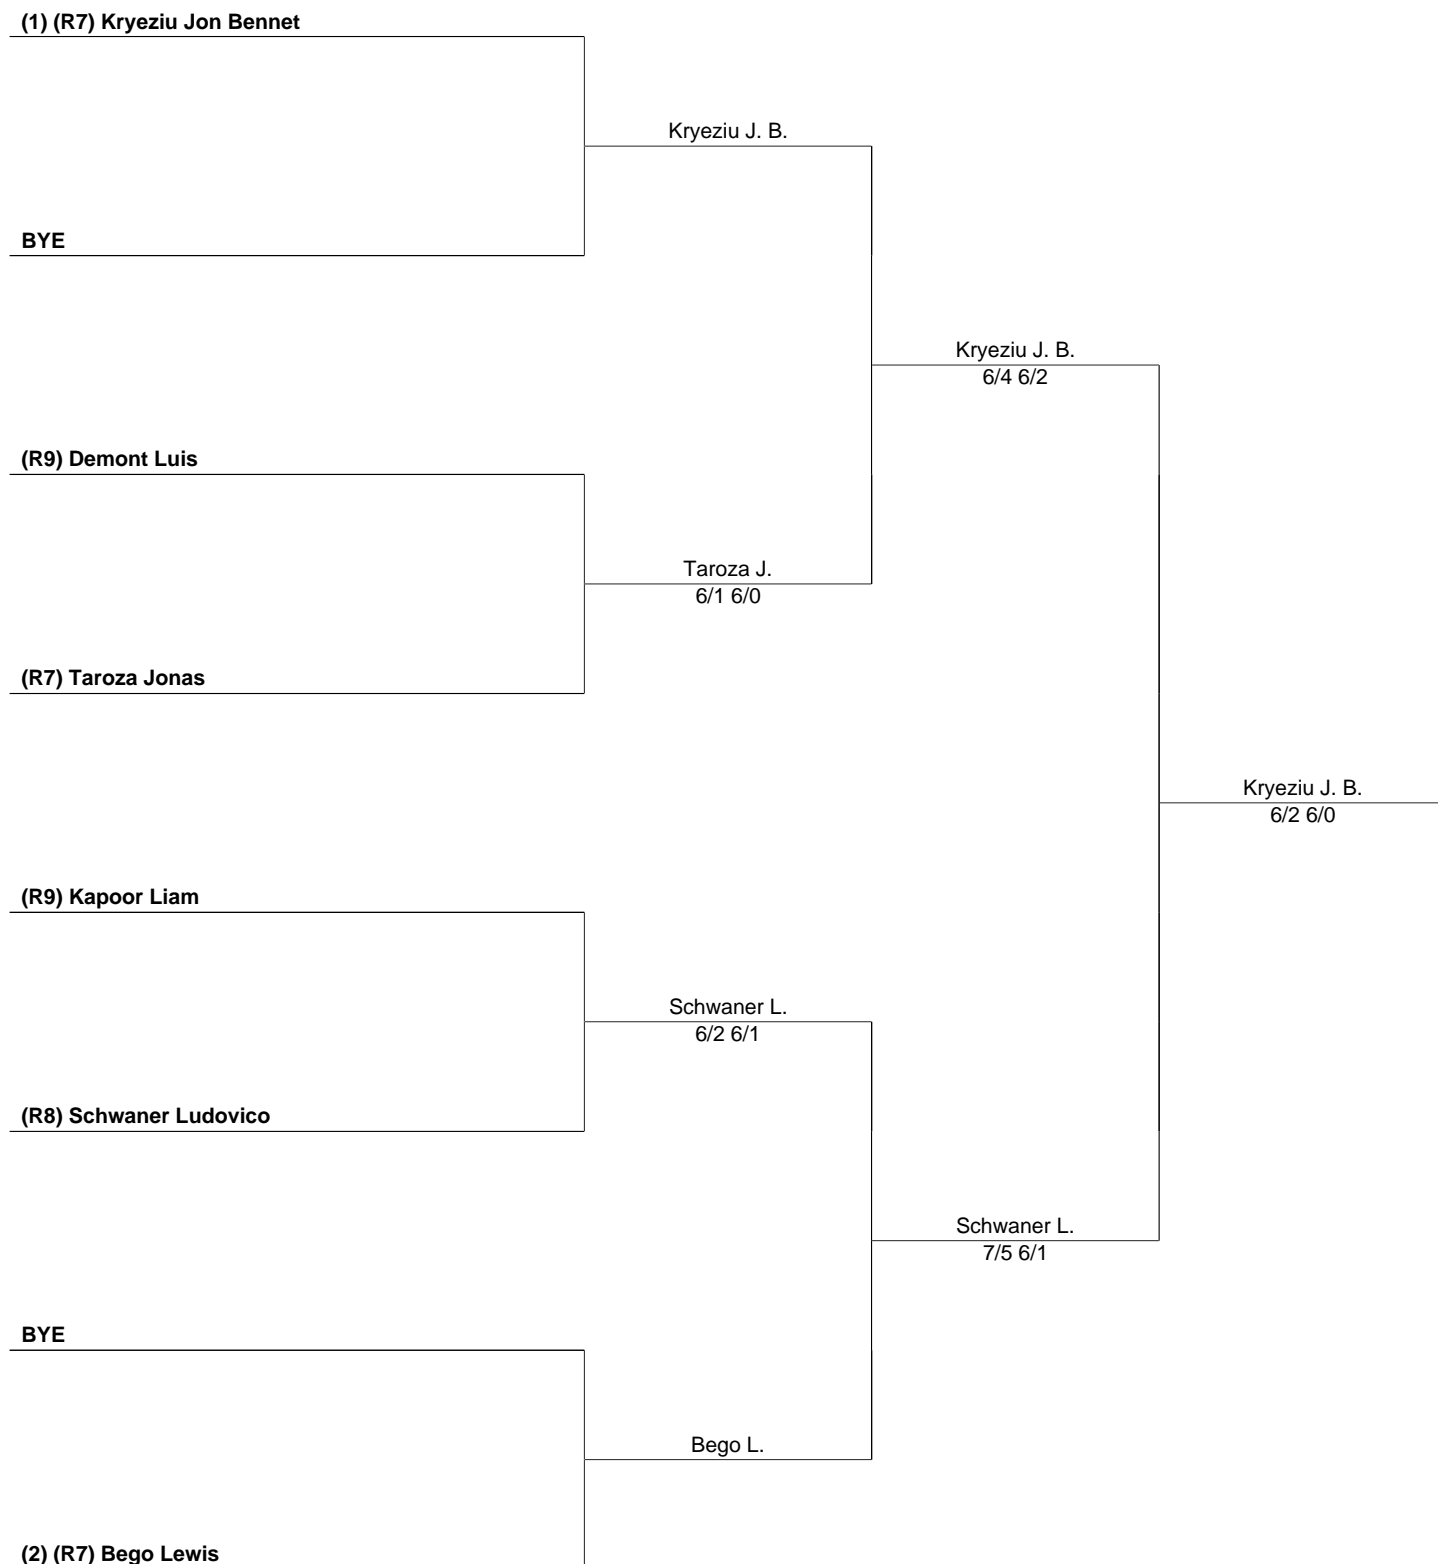 (1) (R7) Kryeziu Jon Bennet
Kryeziu J. B.
BYE
Kryeziu J. B.
6/4 6/2
(R9) Demont Luis
Taroza J.
6/1 6/0
(R7) Taroza Jonas
Kryeziu J. B.
6/2 6/0
(R9) Kapoor Liam
Schwaner L.
6/2 6/1
(R8) Schwaner Ludovico
Schwaner L.
7/5 6/1
BYE
Bego L.
(2) (R7) Bego Lewis